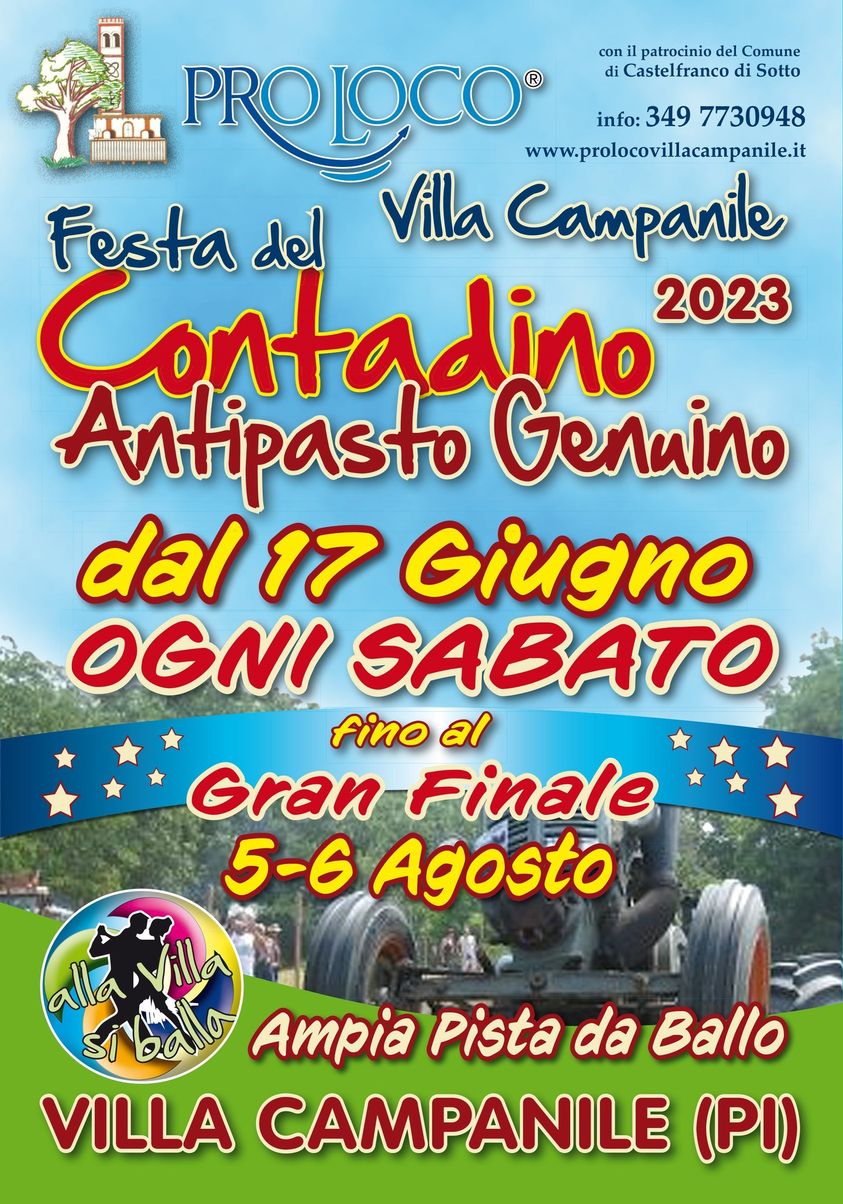 PRO LOCO®
con il patrocinio del Comune
di Castelfranco di Sotto
info: 349 7730948
www.prolocovillacampanile.it
Villa Campanile
Festa del
Contadino
2023
Antipasto Genuino
dal 17 Giugno
OGNI SABATO
fino al
Gran Finale
5-6 Agosto
alla villa
si balla
Ampia Pista da Ballo
VILLA CAMPANILE (PI)